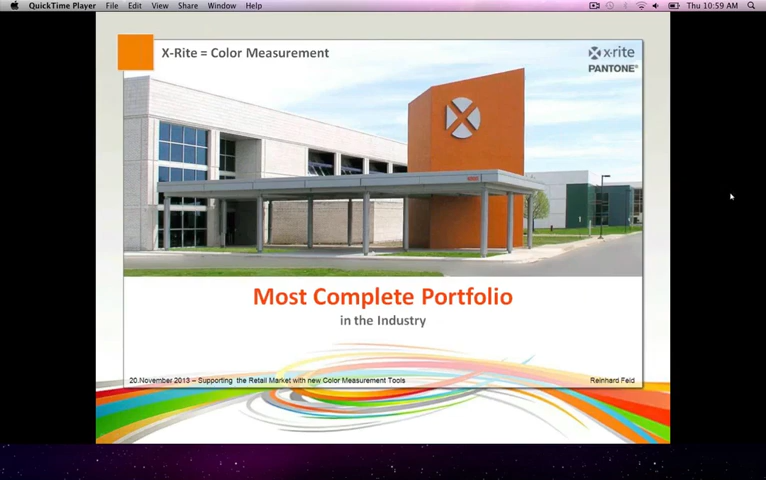 QuickTime Player File Edit View Share Window Help Thu 10:59 AM
X-Rite = Color Measurement
x·rite
PANTONE®
Most Complete Portfolio
in the Industry
20.November 2013 – Supporting the Retail Market with new Color Measurement Tools Reinhard Feid